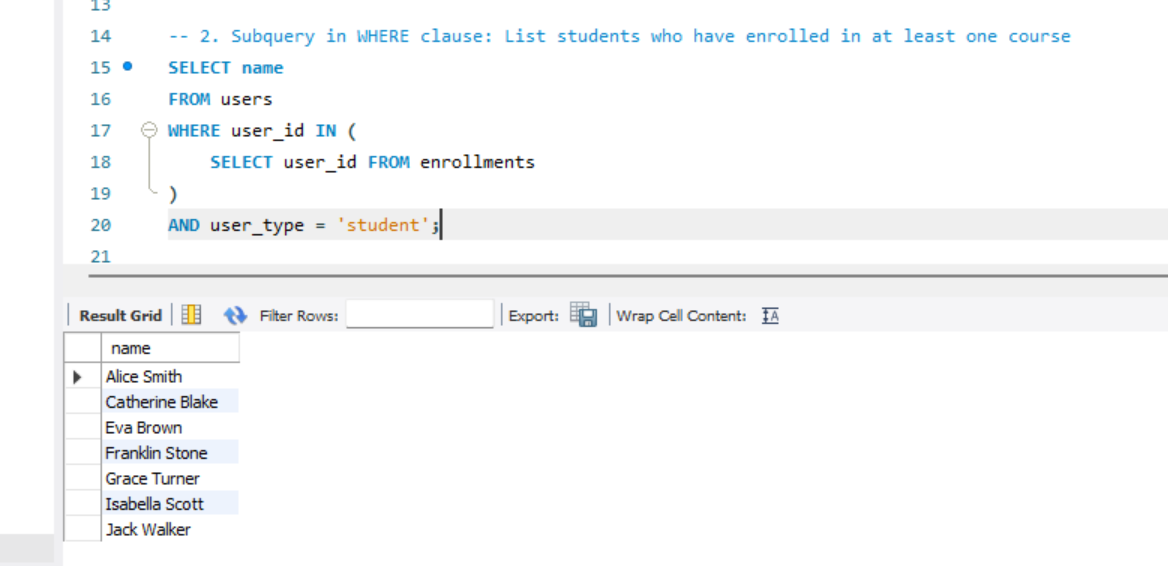 13
14 -- 2. Subquery in WHERE clause: List students who have enrolled in at least one course
15 SELECT name
16 FROM users
17 WHERE user_id IN (
18 SELECT user_id FROM enrollments
19 )
20 AND user_type = 'student';
21
Result Grid Filter Rows: Export: Wrap Cell Content:
name
Alice Smith
Catherine Blake
Eva Brown
Franklin Stone
Grace Turner
Isabella Scott
Jack Walker